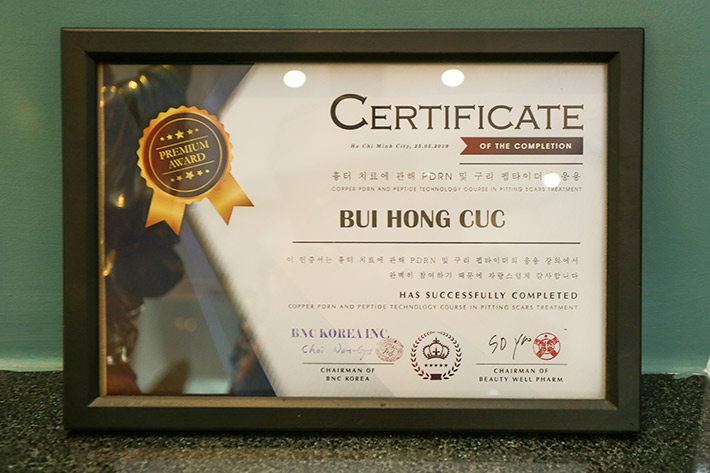 CERTIFICATE
Ho Chi Minh City, 25.05.2019
OF THE COMPLETION
흉터 치료에 관해 PDRN 및 구리 펩타이더의 응용
COPPER PDRN AND PEPTIDE TECHNOLOGY COURSE IN PITTING SCARS TREATMENT
PREMIUM
AWARD
BUI HONG CUC
이 인증서는 흉터 치료에 관해 PDRN 및 구리 펩타이더의 응용 강의에서
완벽히 참여하기 때문에 자랑스럽게 감사합니다
HAS SUCCESSFULLY COMPLETED
COPPER PDRN AND PEPTIDE TECHNOLOGY COURSE IN PITTING SCARS TREATMENT
BNC KOREA INC.
CHAIRMAN OF
BNC KOREA
CHAIRMAN OF
BEAUTY WELL PHARM